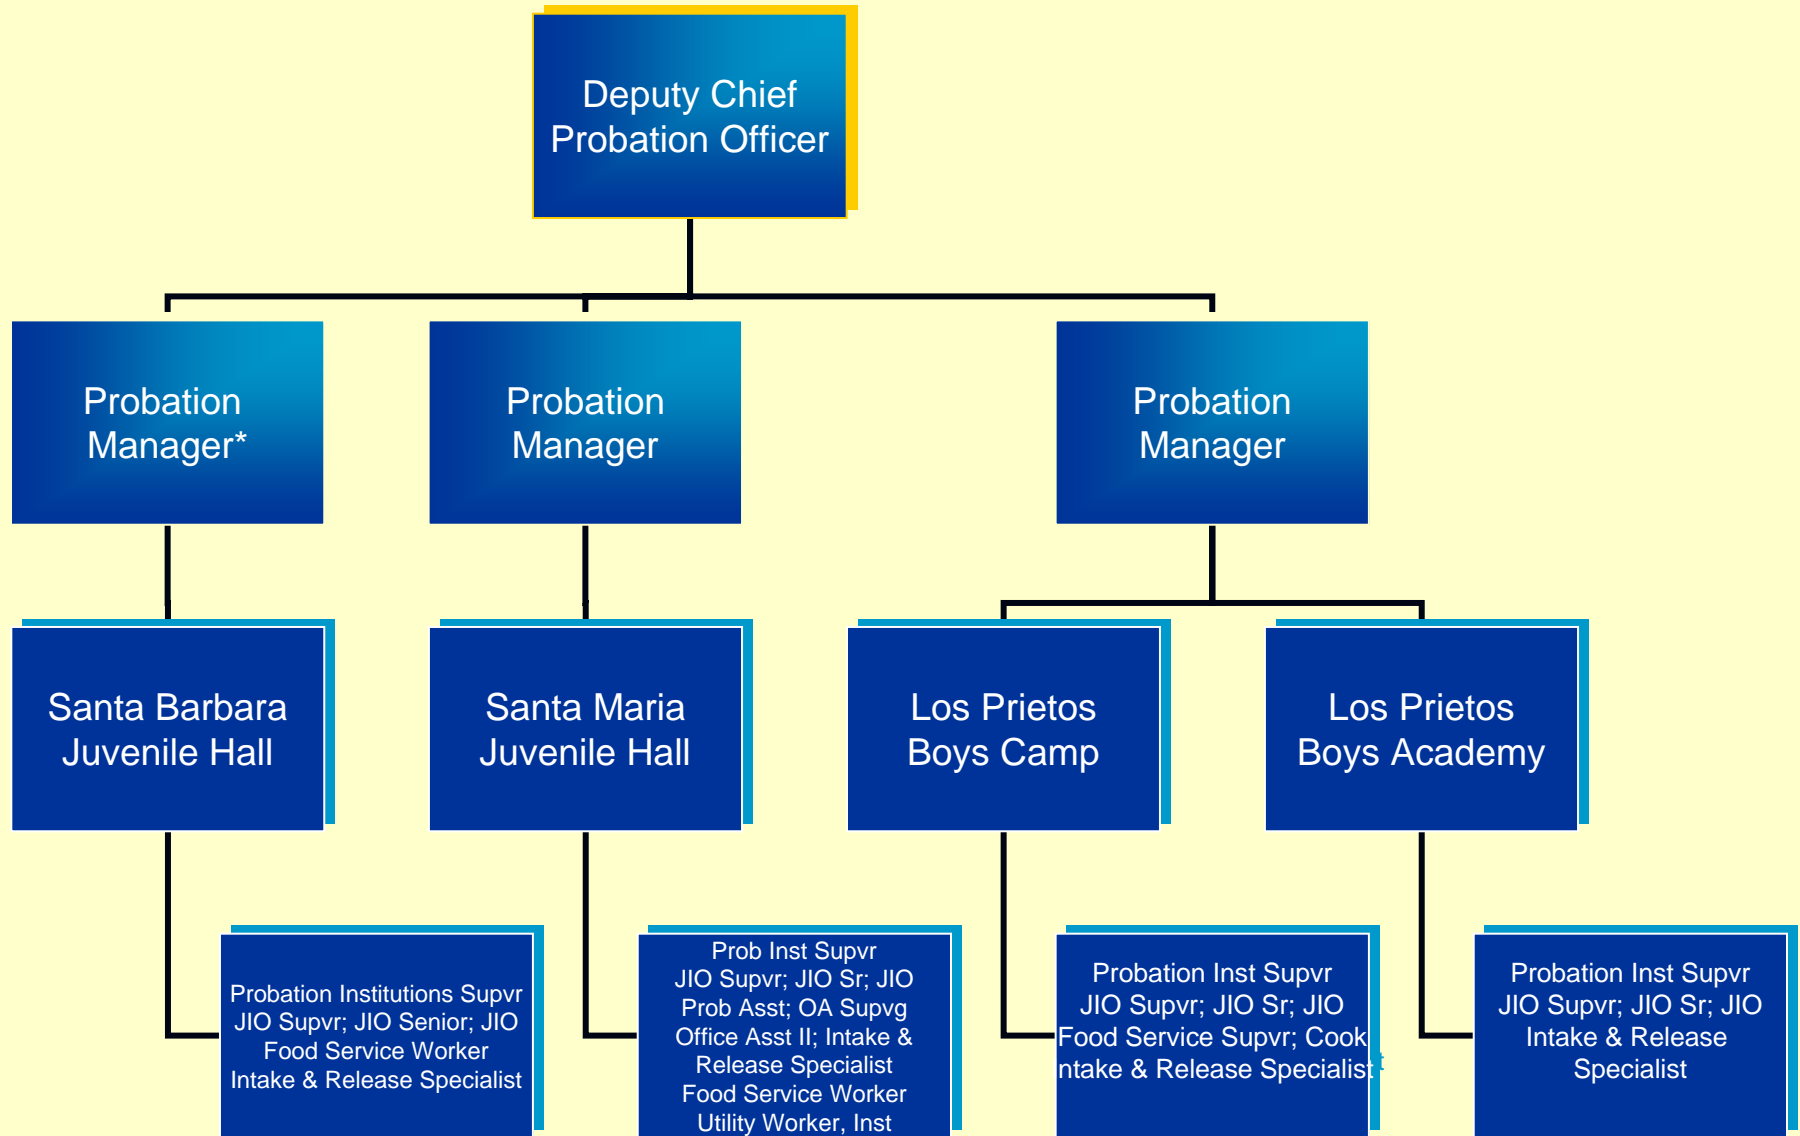 Deputy Chief
Probation Officer
Probation
Manager*
Probation
Manager
Probation
Manager
Santa Barbara
Juvenile Hall
Santa Maria
Juvenile Hall
Los Prietos
Boys Camp
Los Prietos
Boys Academy
Probation Institutions Supvr
JIO Supvr; JIO Senior; JIO
Food Service Worker
Intake & Release Specialist
Prob Inst Supvr
JIO Supvr; JIO Sr; JIO
Prob Asst; OA Supvg
Office Asst II; Intake &
Release Specialist
Food Service Worker
Utility Worker, Inst
Probation Inst Supvr
JIO Supvr; JIO Sr; JIO
Food Service Supvr; Cook
ntake & Release Specialist
Probation Inst Supvr
JIO Supvr; JIO Sr; JIO
Intake & Release
Specialist